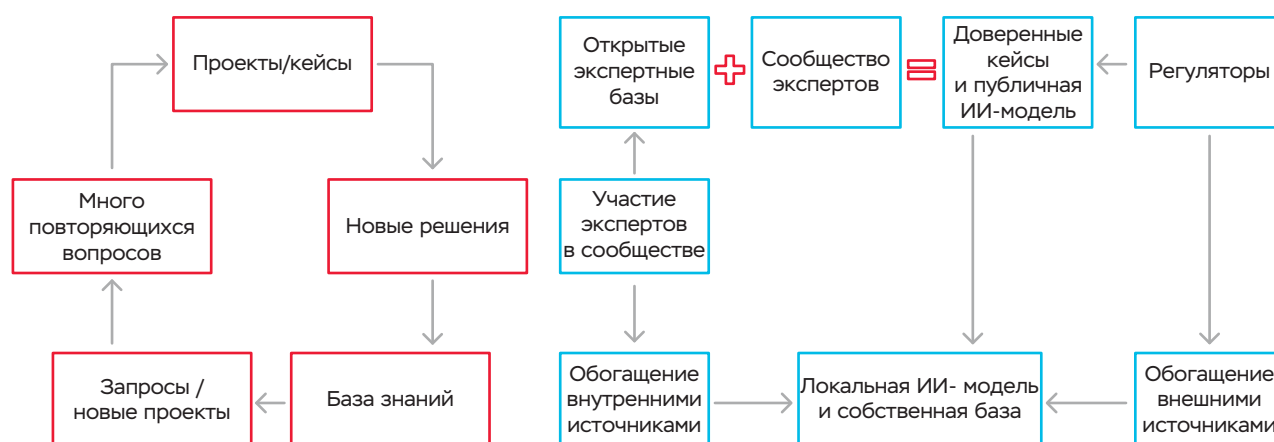 Проекты/кейсы
Много
повторяющихся
вопросов
Новые решения
Запросы /
новые проекты
База знаний
Открытые
экспертные
базы
Сообщество
экспертов
Доверенные
кейсы
и публичная
ИИ-модель
Регуляторы
Участие
экспертов
в сообществе
Обогащение
внутренними
источниками
Локальная ИИ- модель
и собственная база
Обогащение
внешними
источниками